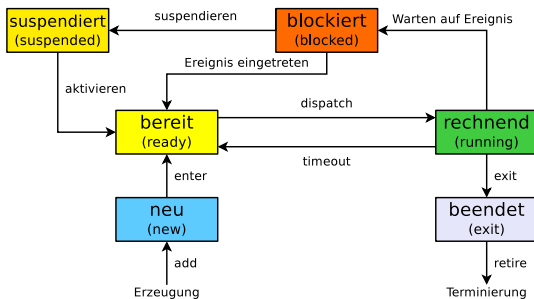 suspendiert
(suspended)
suspendieren
blockiert
(blocked)
Warten auf Ereignis
Ereignis eingetreten
aktivieren
bereit
(ready)
dispatch
timeout
rechnend
(running)
enter
exit
neu
(new)
beendet
(exit)
add
retire
Erzeugung
Terminierung